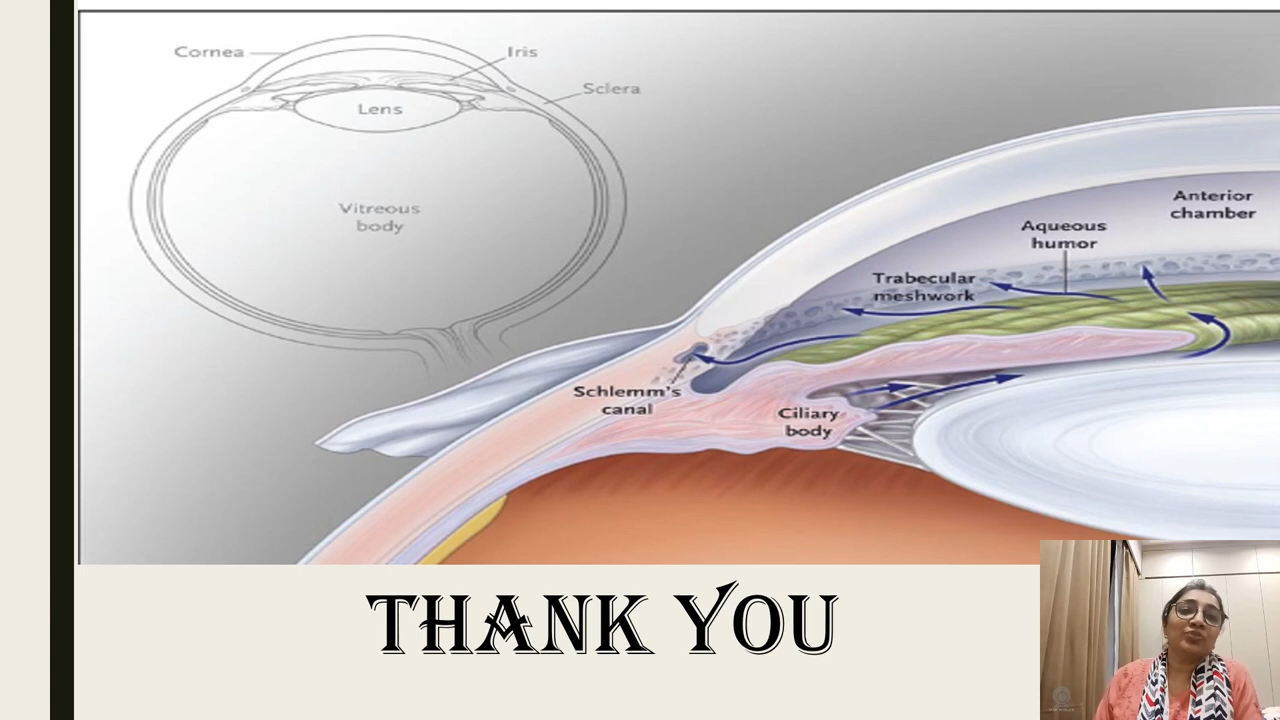 Cornea
Iris
Sclera
Lens
Vitreous
body
Anterior
chamber
Aqueous
humor
Trabecular
meshwork
Schlemm's
canal
Ciliary
body
THANK YOU